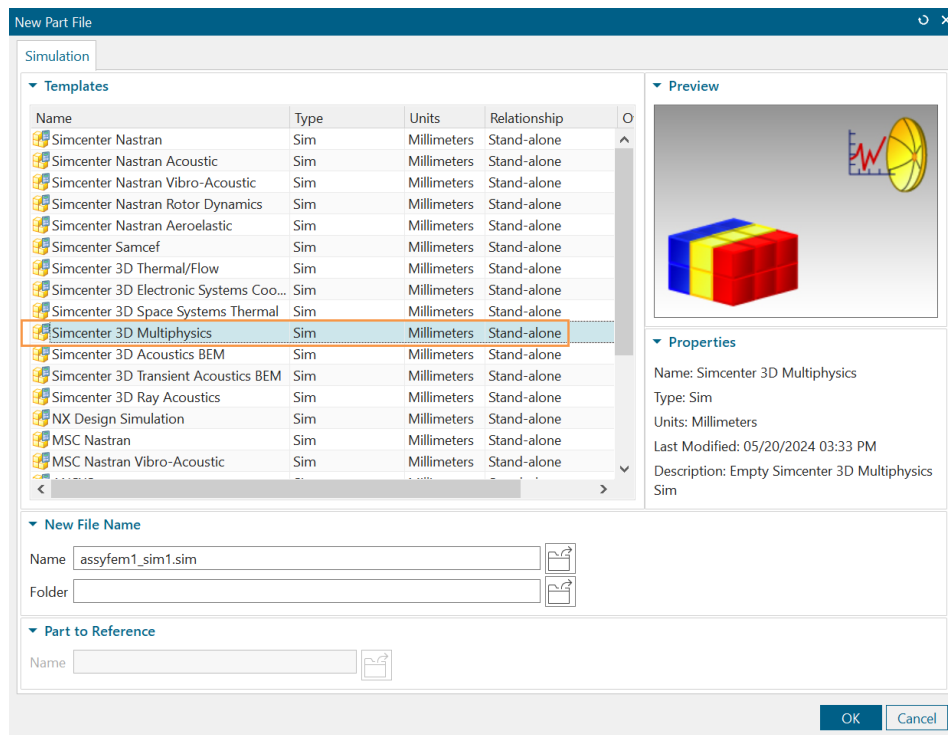 New Part File
Simulation
Templates
Name Type Units Relationship O
Simcenter Nastran Sim Millimeters Stand-alone
Simcenter Nastran Acoustic Sim Millimeters Stand-alone
Simcenter Nastran Vibro-Acoustic Sim Millimeters Stand-alone
Simcenter Nastran Rotor Dynamics Sim Millimeters Stand-alone
Simcenter Nastran Aeroelastic Sim Millimeters Stand-alone
Simcenter Samcef Sim Millimeters Stand-alone
Simcenter 3D Thermal/Flow Sim Millimeters Stand-alone
Simcenter 3D Electronic Systems Coo... Sim Millimeters Stand-alone
Simcenter 3D Space Systems Thermal Sim Millimeters Stand-alone
Simcenter 3D Multiphysics Sim Millimeters Stand-alone
Simcenter 3D Acoustics BEM Sim Millimeters Stand-alone
Simcenter 3D Transient Acoustics BEM Sim Millimeters Stand-alone
Simcenter 3D Ray Acoustics Sim Millimeters Stand-alone
NX Design Simulation Sim Millimeters Stand-alone
MSC Nastran Sim Millimeters Stand-alone
MSC Nastran Vibro-Acoustic Sim Millimeters Stand-alone
Preview
Properties
Name: Simcenter 3D Multiphysics
Type: Sim
Units: Millimeters
Last Modified: 05/20/2024 03:33 PM
Description: Empty Simcenter 3D Multiphysics
Sim
New File Name
Name assyfem1_sim1.sim
Folder
Part to Reference
Name
OK Cancel